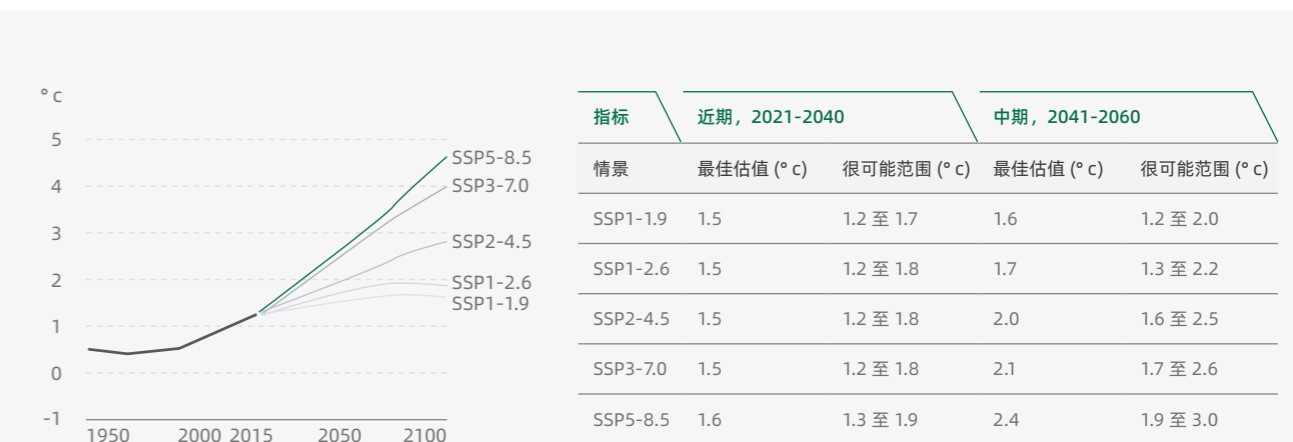 ° c
5
4
3
2
1
0
-1
1950 2000 2015 2050 2100
SSP5-8.5
SSP3-7.0
SSP2-4.5
SSP1-2.6
SSP1-1.9
指标 近期，2021-2040 中期，2041-2060
情景 最佳估值 (° c) 很可能范围 (° c) 最佳估值 (° c) 很可能范围 (° c)
SSP1-1.9 1.5 1.2 至 1.7 1.6 1.2 至 2.0
SSP1-2.6 1.5 1.2 至 1.8 1.7 1.3 至 2.2
SSP2-4.5 1.5 1.2 至 1.8 2.0 1.6 至 2.5
SSP3-7.0 1.5 1.2 至 1.8 2.1 1.7 至 2.6
SSP5-8.5 1.6 1.3 至 1.9 2.4 1.9 至 3.0